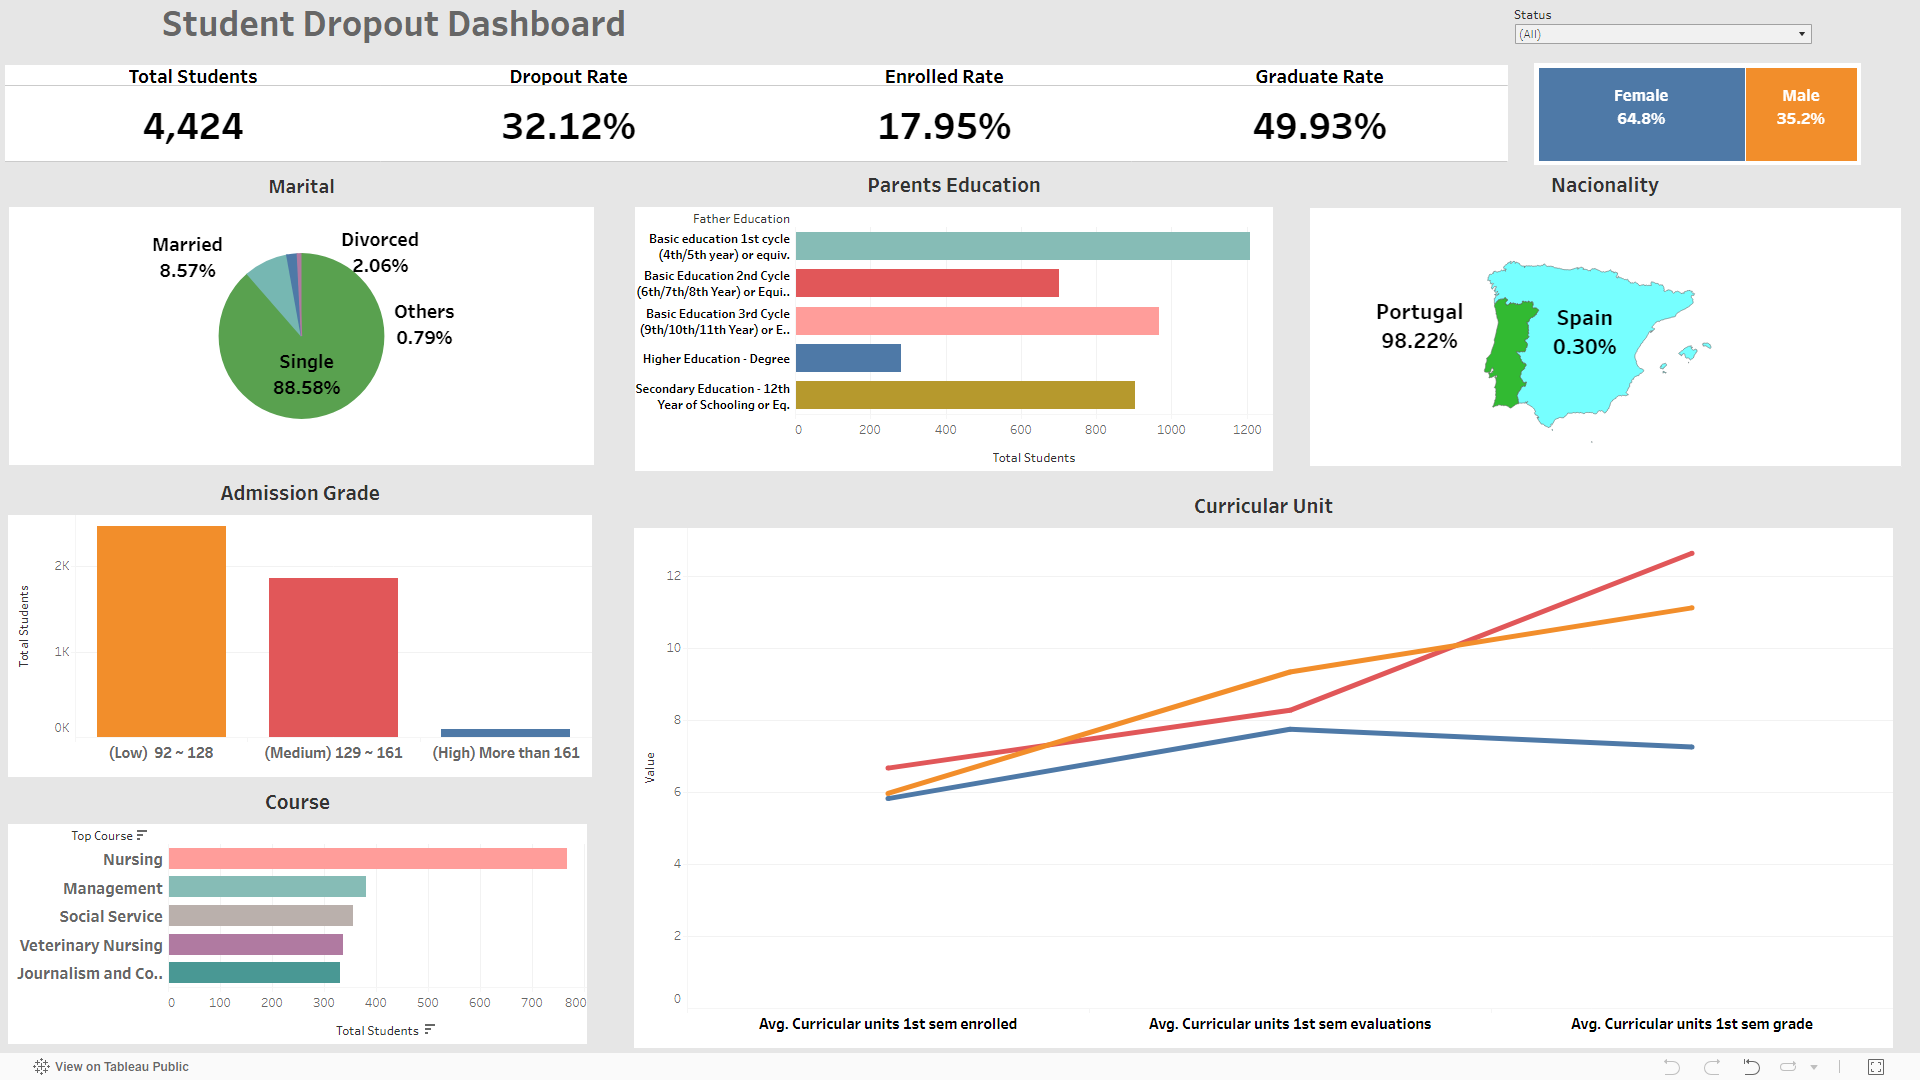 Student Dropout Dashboard
Status
(All)
Total Students
Dropout Rate
Enrolled Rate
Graduate Rate
4,424
32.12%
17.95%
49.93%
Female
64.8%
Male
35.2%
Marital
Married
8.57%
Divorced
2.06%
Others
0.79%
Single
88.58%
Parents Education
Father Education
Basic education 1st cycle
(4th/5th year) or equiv.
Basic Education 2nd Cycle
(6th/7th/8th Year) or Equi..
Basic Education 3rd Cycle
(9th/10th/11th Year) or E..
Higher Education - Degree
Secondary Education - 12th
Year of Schooling or Eq.
0 200 400 600 800 1000 1200
Total Students
Nacionality
Portugal
98.22%
Spain
0.30%
Admission Grade
Total Students
2K
1K
0K
(Low) 92 ~ 128
(Medium) 129 ~ 161
(High) More than 161
Course
Top Course
Nursing
Management
Social Service
Veterinary Nursing
Journalism and Co..
0 100 200 300 400 500 600 700 800
Total Students
Curricular Unit
Value
12
10
8
6
4
2
0
Avg. Curricular units 1st sem enrolled
Avg. Curricular units 1st sem evaluations
Avg. Curricular units 1st sem grade
View on Tableau Public